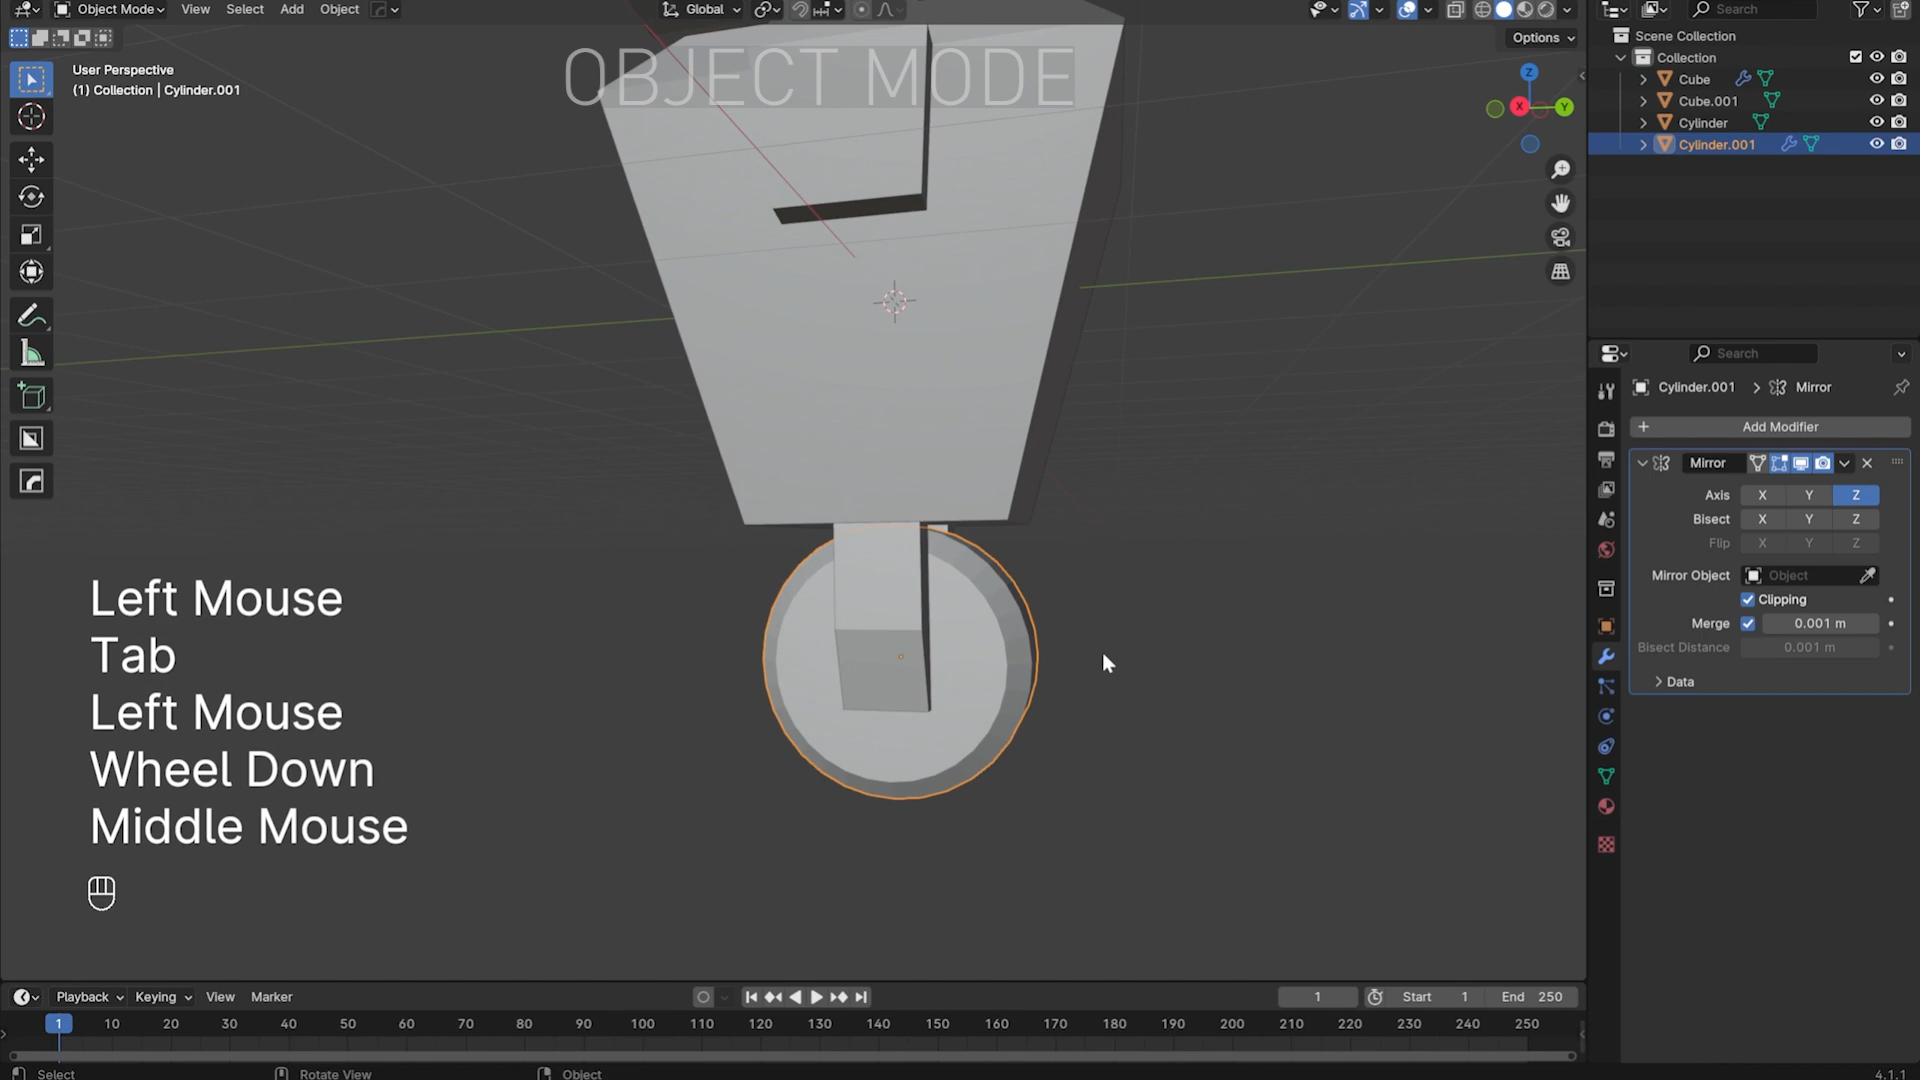 Object Mode
View
Select
Add
Object
Global
Options
User Perspective
(1) Collection | Cylinder.001
OBJECT MODE
Z
X
Y
Left Mouse
Tab
Left Mouse
Wheel Down
Middle Mouse
Search
Scene Collection
Collection
Cube
Cube.001
Cylinder
Cylinder.001
Search
Cylinder.001 > Mirror
+ Add Modifier
Mirror
Axis X Y Z
Bisect X Y Z
Flip X Y Z
Mirror Object Object
Clipping
Merge 0.001 m
Bisect Distance 0.001 m
Data
Playback Keying View Marker 1 Start 1 End 250
1 10 20 30 40 50 60 70 80 90 100 110 120 130 140 150 160 170 180 190 200 210 220 230 240 250
Select Rotate View Object 4.1.1